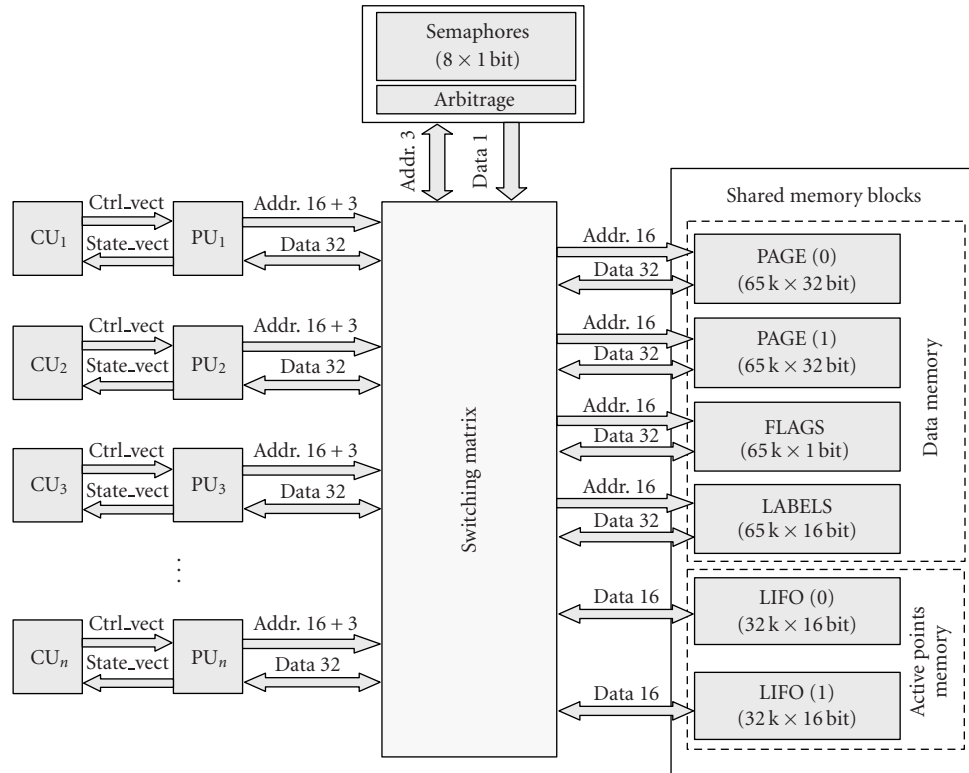 Semaphores
(8 × 1 bit)
Arbitrage
Addr. 3
Data 1
CU1
Ctrl_vect
State_vect
PU1
Addr. 16 + 3
Data 32
CU2
Ctrl_vect
State_vect
PU2
Addr. 16 + 3
Data 32
CU3
Ctrl_vect
State_vect
PU3
Addr. 16 + 3
Data 32
...
CUn
Ctrl_vect
State_vect
PUn
Addr. 16 + 3
Data 32
Switching matrix
Shared memory blocks
Addr. 16
Data 32
PAGE (0)
(65 k × 32 bit)
Addr. 16
Data 32
PAGE (1)
(65 k × 32 bit)
Addr. 16
Data 32
FLAGS
(65 k × 1 bit)
Addr. 16
Data 32
LABELS
(65 k × 16 bit)
Data memory
Data 16
LIFO (0)
(32 k × 16 bit)
Data 16
LIFO (1)
(32 k × 16 bit)
Active points
memory